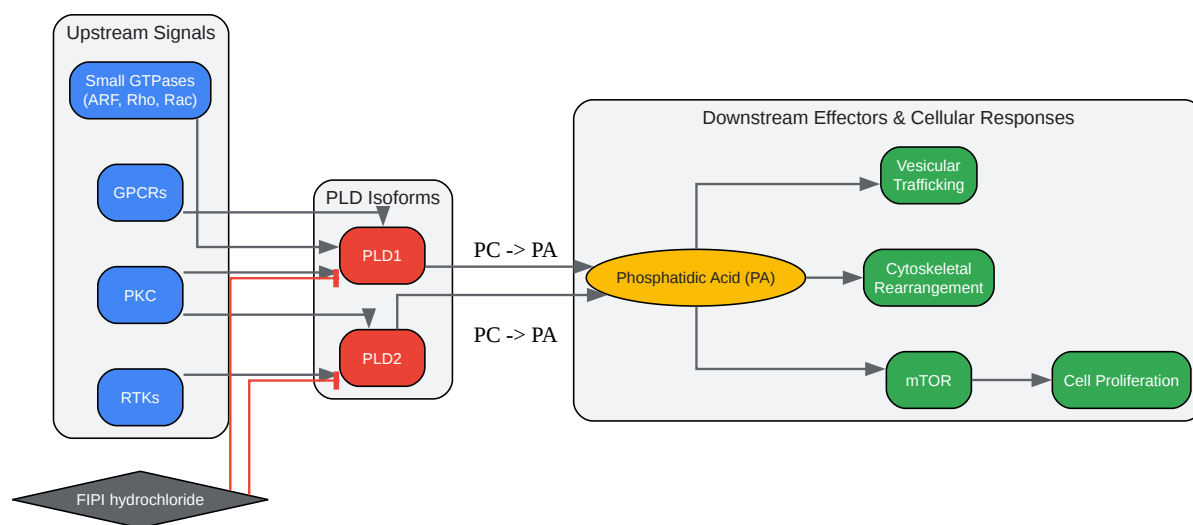 Upstream Signals
Small GTPases
(ARF, Rho, Rac)
GPCRs
PKC
RTKs
FIPI hydrochloride
PLD Isoforms
PLD1
PLD2
PC -> PA
PC -> PA
Downstream Effectors & Cellular Responses
Phosphatidic Acid (PA)
Vesicular
Trafficking
Cytoskeletal
Rearrangement
mTOR
Cell Proliferation